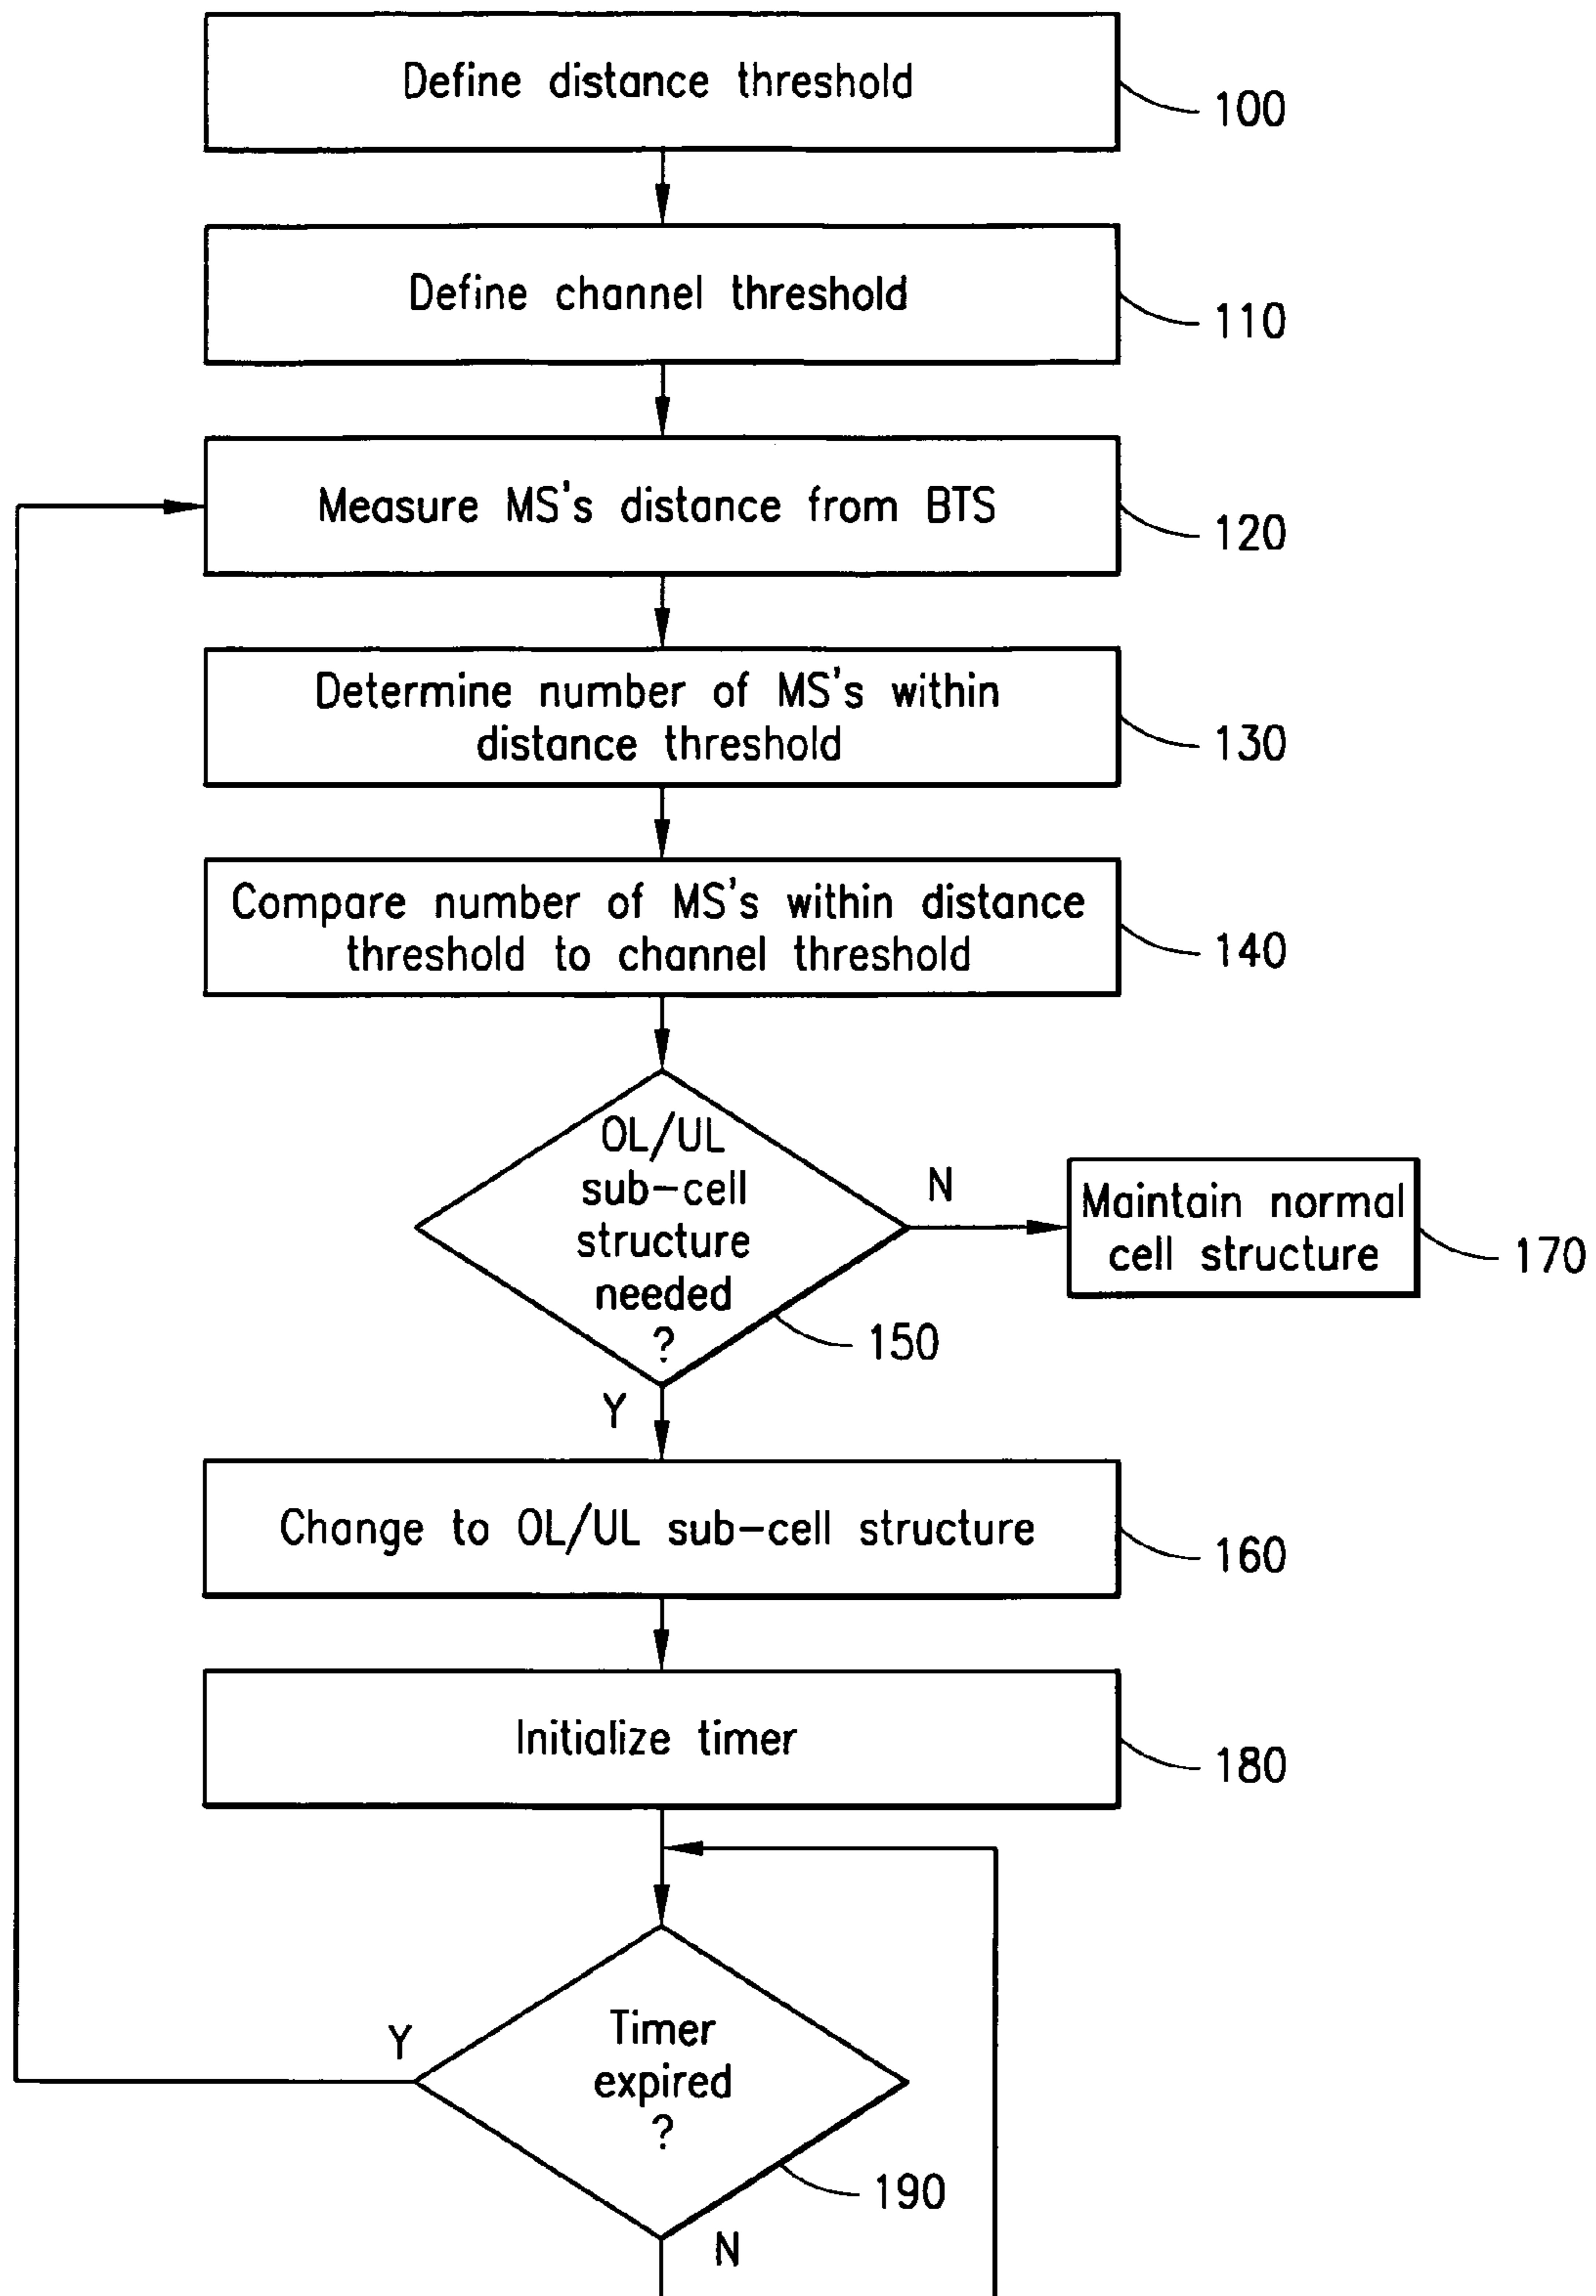 Define distance threshold
100
Define channel threshold
110
Measure MS's distance from BTS
120
Determine number of MS's within
distance threshold
130
Compare number of MS's within distance
threshold to channel threshold
140
OL/UL
sub-cell
structure
needed
?
150
N
Maintain normal
cell structure
170
Y
Change to OL/UL sub-cell structure
160
Initialize timer
180
Y
Timer
expired
?
190
N